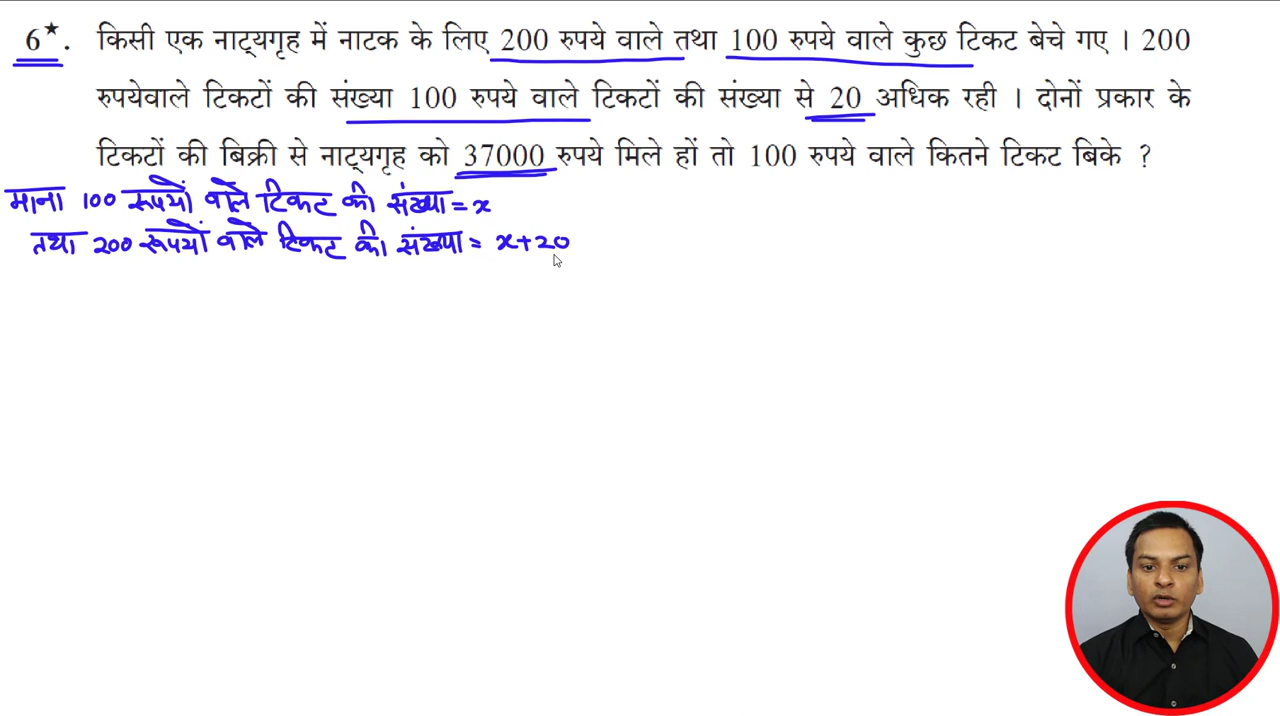 6★. किसी एक नाट्यगृह में नाटक के लिए 200 रुपये वाले तथा 100 रुपये वाले कुछ टिकट बेचे गए । 200
रुपयेवाले टिकटों की संख्या 100 रुपये वाले टिकटों की संख्या से 20 अधिक रही । दोनों प्रकार के
टिकटों की बिक्री से नाट्यगृह को 37000 रुपये मिले हों तो 100 रुपये वाले कितने टिकट बिके ?
माना 100 रूपयों वाले टिकट की संख्या = x
तथा 200 रूपयों वाले टिकट की संख्या = x+20